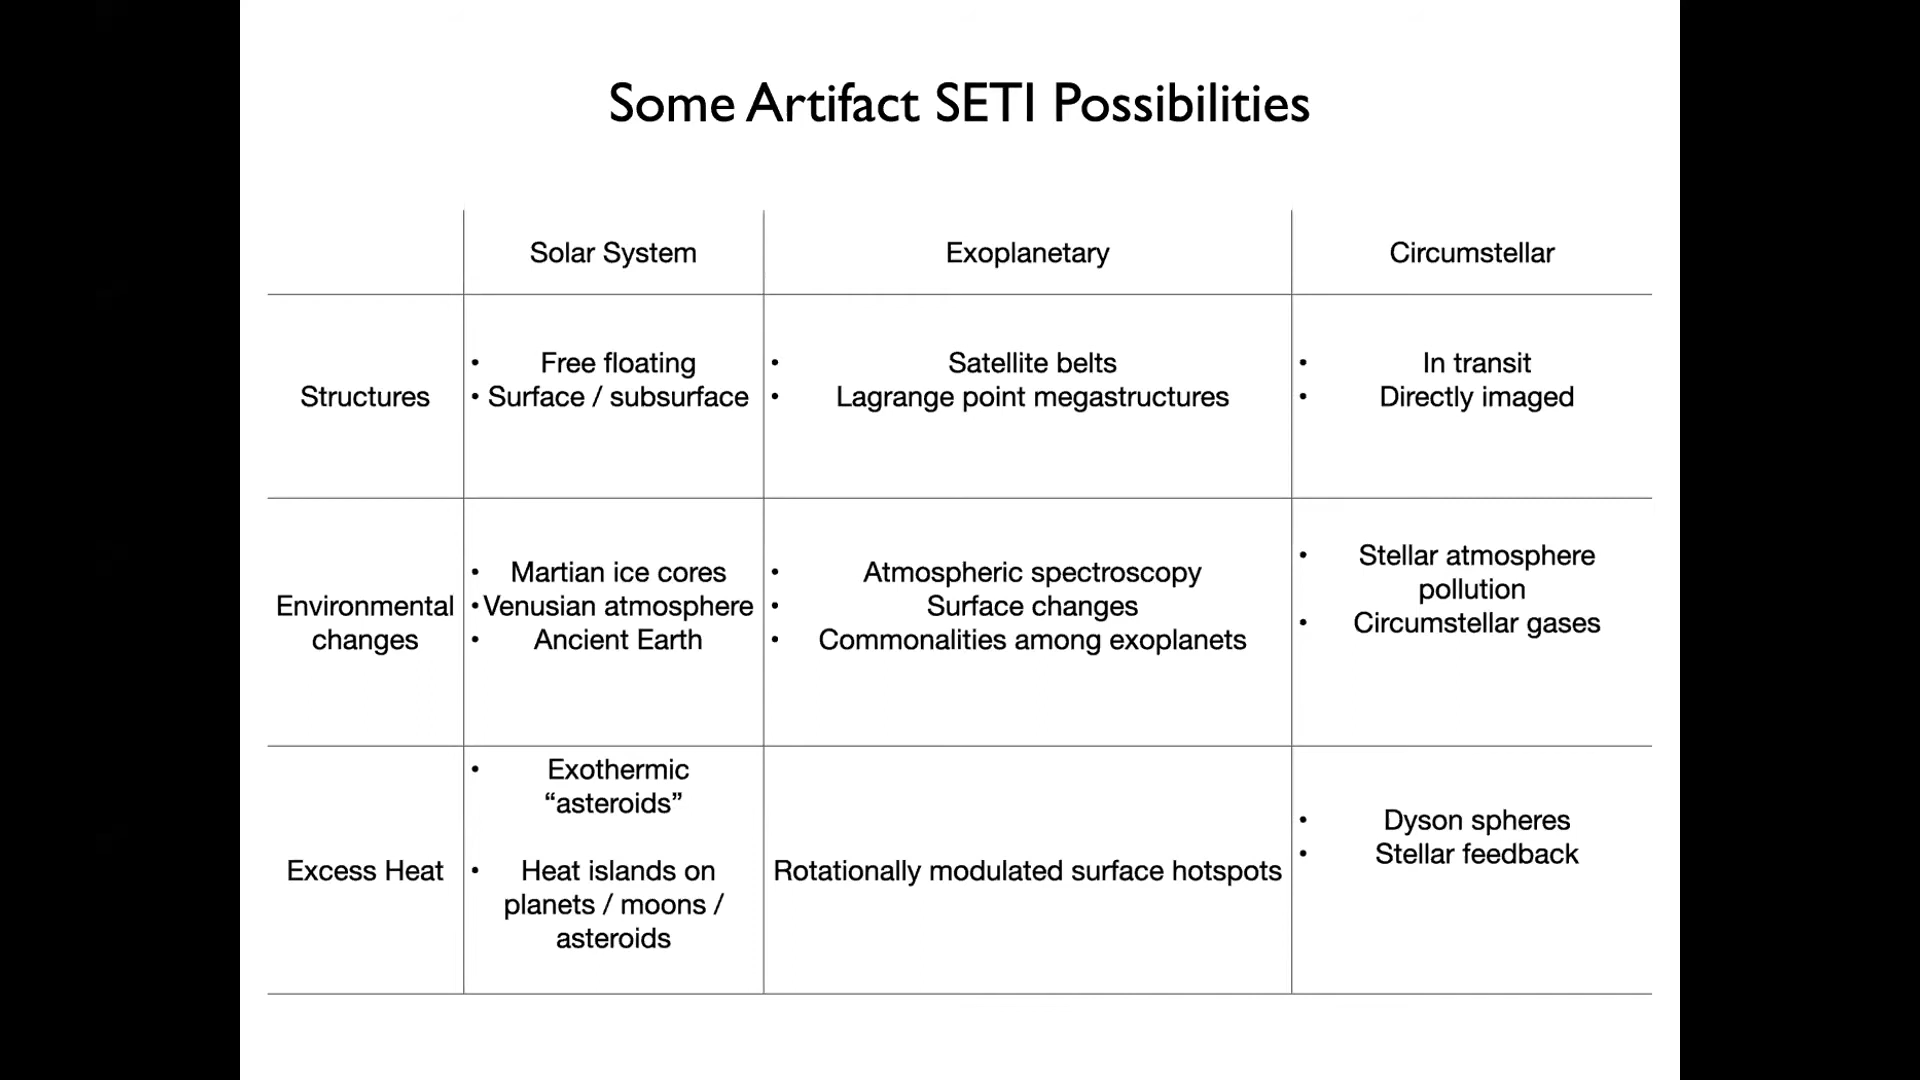 Some Artifact SETI Possibilities
Solar System
Exoplanetary
Circumstellar
Structures
• Free floating
• Surface / subsurface
• Satellite belts
• Lagrange point megastructures
• In transit
• Directly imaged
Environmental
changes
• Martian ice cores
• Venusian atmosphere
• Ancient Earth
• Atmospheric spectroscopy
• Surface changes
• Commonalities among exoplanets
• Stellar atmosphere
pollution
• Circumstellar gases
Excess Heat
• Exothermic
“asteroids”
• Heat islands on
planets / moons /
asteroids
Rotationally modulated surface hotspots
• Dyson spheres
• Stellar feedback